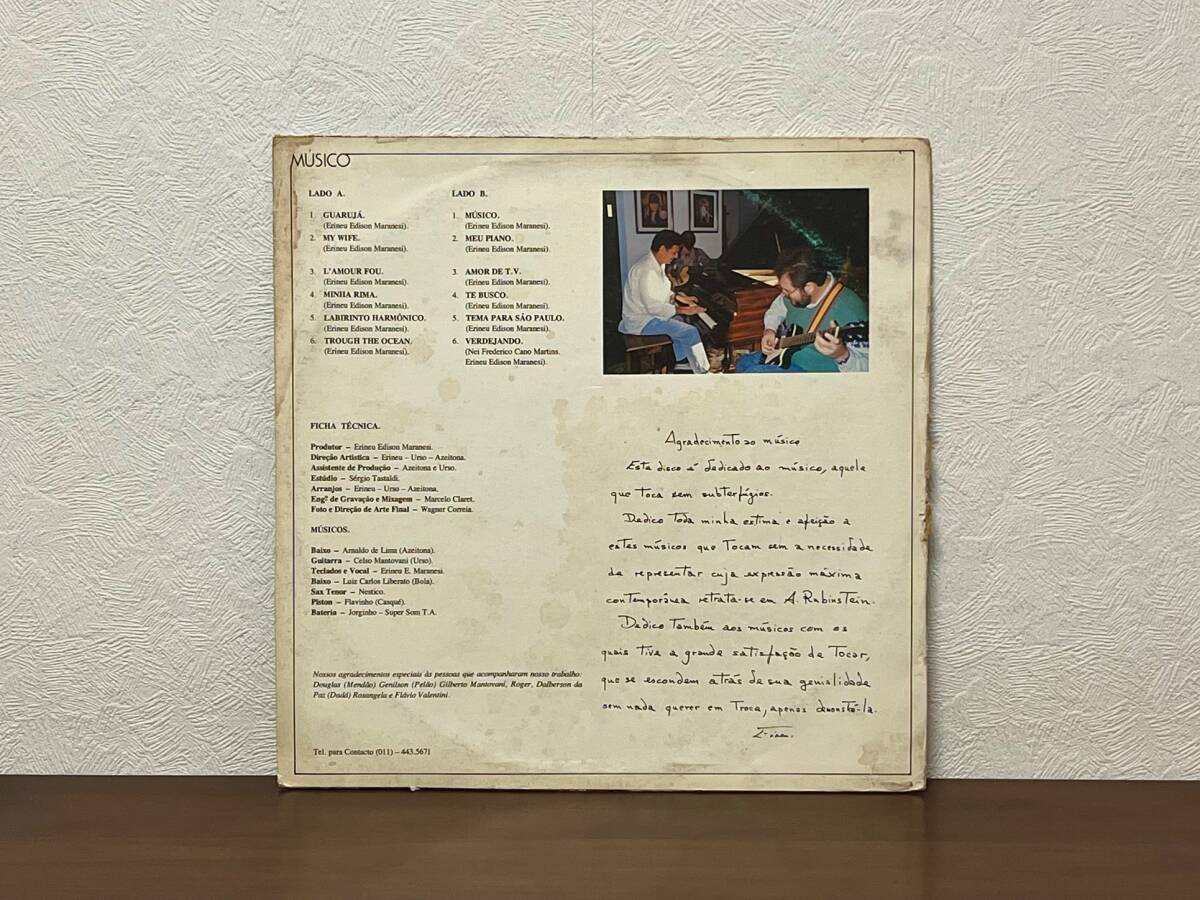 MÚSICO
LADO A.
1. GUARUJÁ.
(Erineu Edison Maranesi).
2. MY WIFE.
(Erineu Edison Maranesi).
3. L'AMOUR FOU.
(Erineu Edison Maranesi).
4. MINHA RIMA.
(Erineu Edison Maranesi).
5. LABIRINTO HARMÔNICO.
(Erineu Edison Maranesi).
6. TROUGH THE OCEAN.
(Erineu Edison Maranesi).
LADO B.
1. MÚSICO.
(Erineu Edison Maranesi).
2. MEU PIANO.
(Erineu Edison Maranesi).
3. AMOR DE T.V.
(Erineu Edison Maranesi).
4. TE BUSCO.
(Erineu Edison Maranesi).
5. TEMA PARA SÃO PAULO.
(Erineu Edison Maranesi).
6. VERDEJANDO.
(Nei Frederico Cano Martins.
Erineu Edison Maranesi).
FICHA TÉCNICA.
Produtor – Erineu Edison Maranesi.
Direção Artística – Erineu – Urso – Azeitona.
Assistente de Produção – Azeitona e Urso.
Estúdio – Sérgio Tastaldi.
Arranjos – Erineu – Urso – Azeitona.
Engº de Gravação e Mixagem – Marcelo Claret.
Foto e Direção de Arte Final – Wagner Correia.
MÚSICOS.
Baixo – Arnaldo de Lima (Azeitona).
Guitarra – Celso Mantovani (Urso).
Teclados e Vocal – Erineu E. Maranesi.
Baixo – Luiz Carlos Liberato (Bola).
Sax Tenor – Nestico.
Piston – Flavinho (Casqué).
Bateria – Jorginho – Super Som T.A.
Nossos agradecimentos especiais às pessoas que acompanharam nosso trabalho:
Douglas (Mendão) Genilson (Pelão) Gilberto Mantovani, Roger, Dalberson da
Paz (Dadá) Rosangela e Flávio Valentini.
Tel. para Contacto (011) – 443.5671
Agradecimento ao músico
Este disco é dedicado ao músico, aquele
que toca sem subterfúgios.
Dedico toda minha estima e afeição a
estes músicos que tocam sem a necessidade
de representar cuja expressão máxima
contemporânea retrata-se em A. Rubinstein.
Dedico também aos músicos com os
quais tive a grande satisfação de tocar,
que se escondem atrás de sua genialidade
sem nada querer em troca, apenas demonstrá-la.